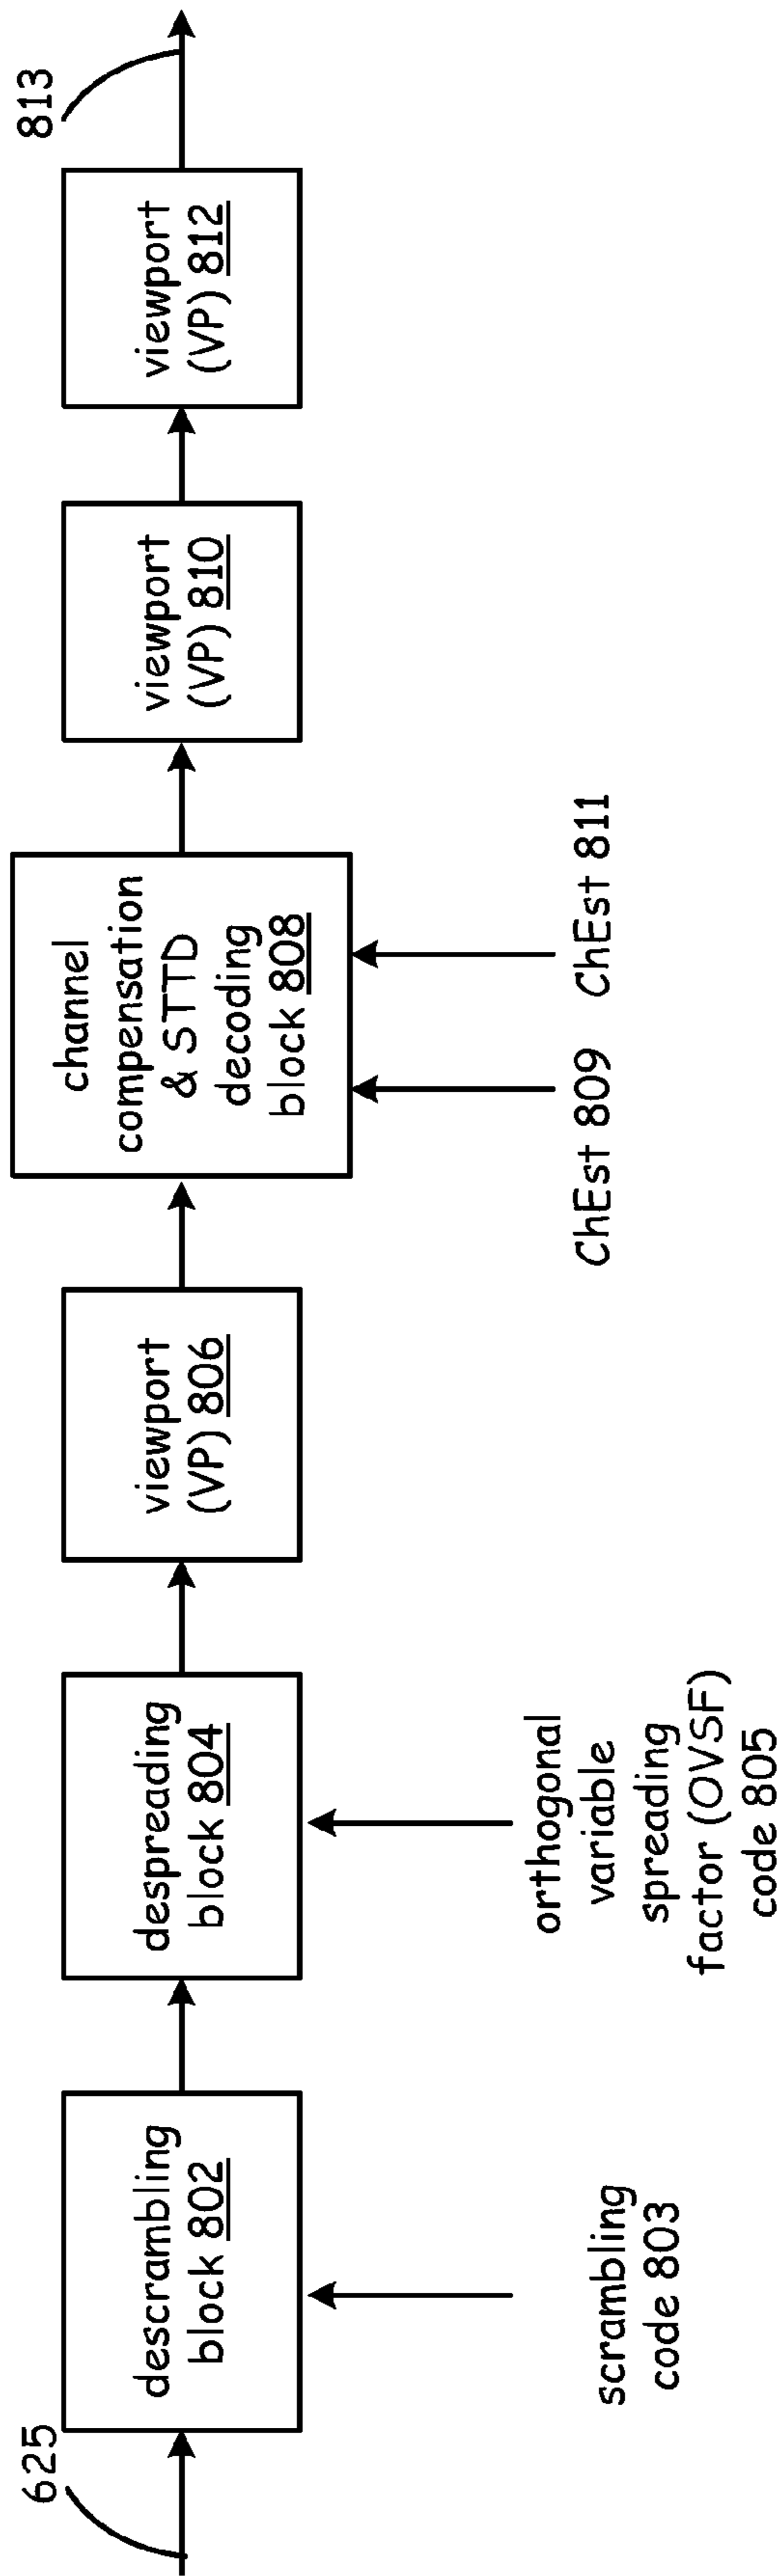 625
descrambling
block 802
scrambling
code 803
despreading
block 804
orthogonal
variable
spreading
factor (OVSF)
code 805
viewport
(VP) 806
channel
compensation
& STTD
decoding
block 808
ChEst 809
ChEst 811
viewport
(VP) 810
viewport
(VP) 812
813